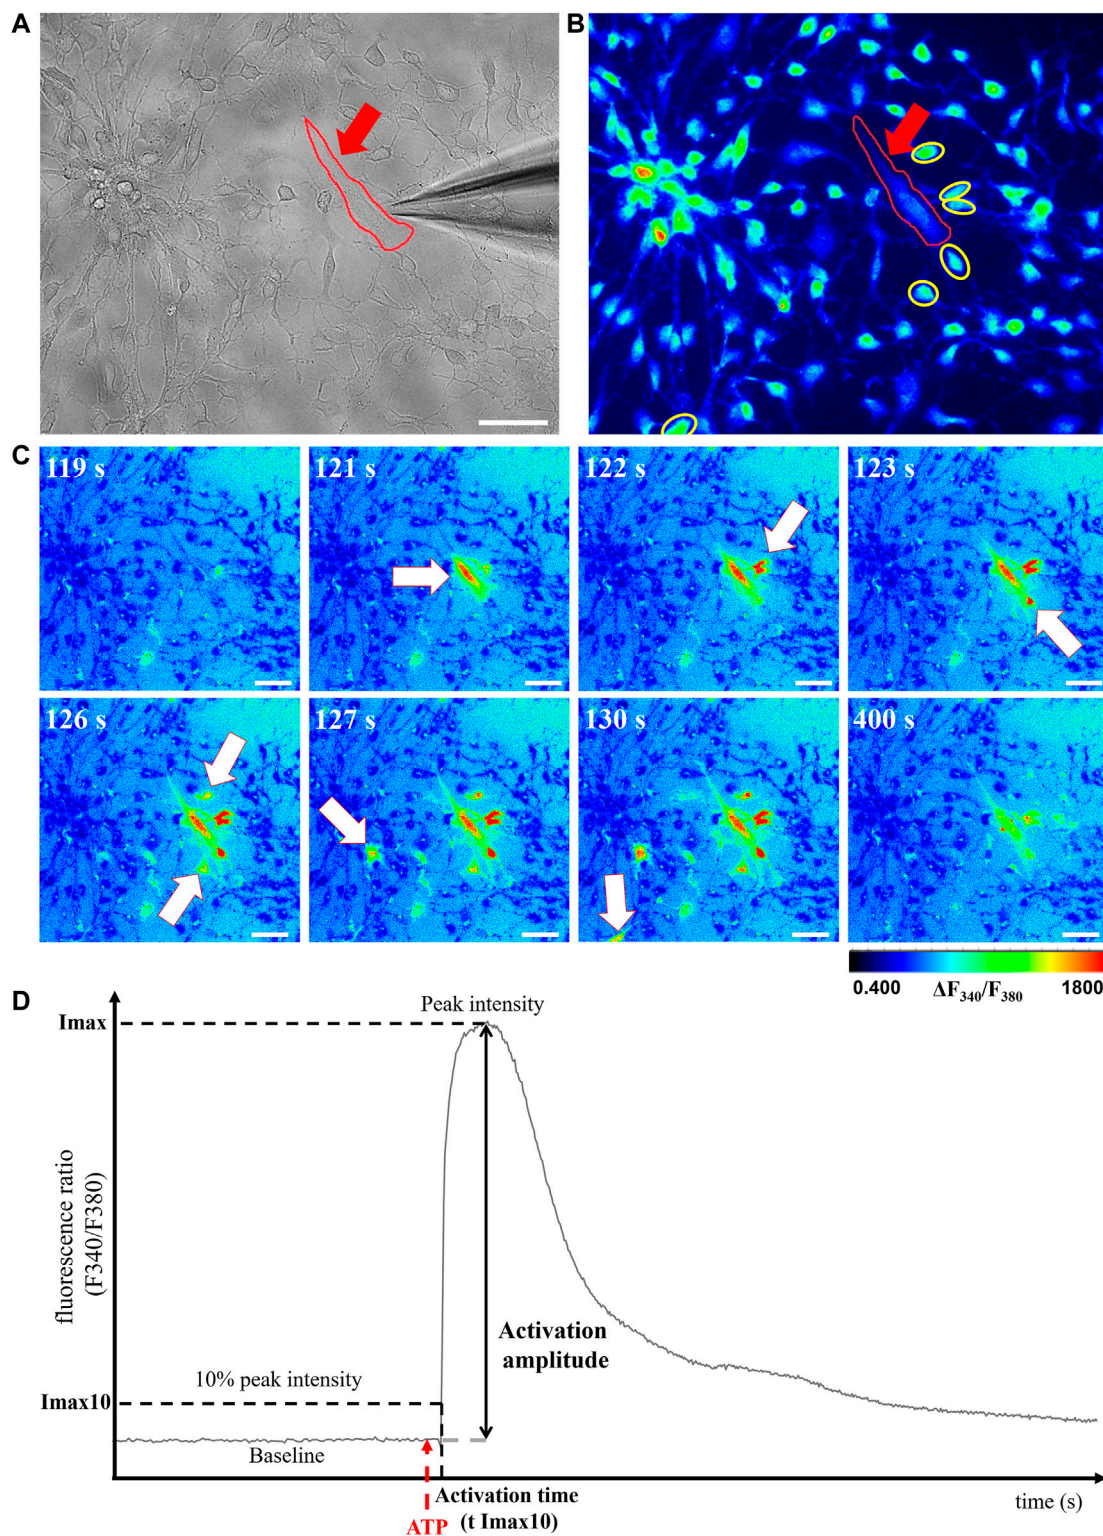 A
B
C
119 s
121 s
122 s
123 s
126 s
127 s
130 s
400 s
0.400 ΔF340/F380 1800
D
Peak intensity
Imax
fluorescence ratio
(F340/F380)
Activation
amplitude
10% peak intensity
Imax10
Baseline
Activation time
(t Imax10)
time (s)
ATP